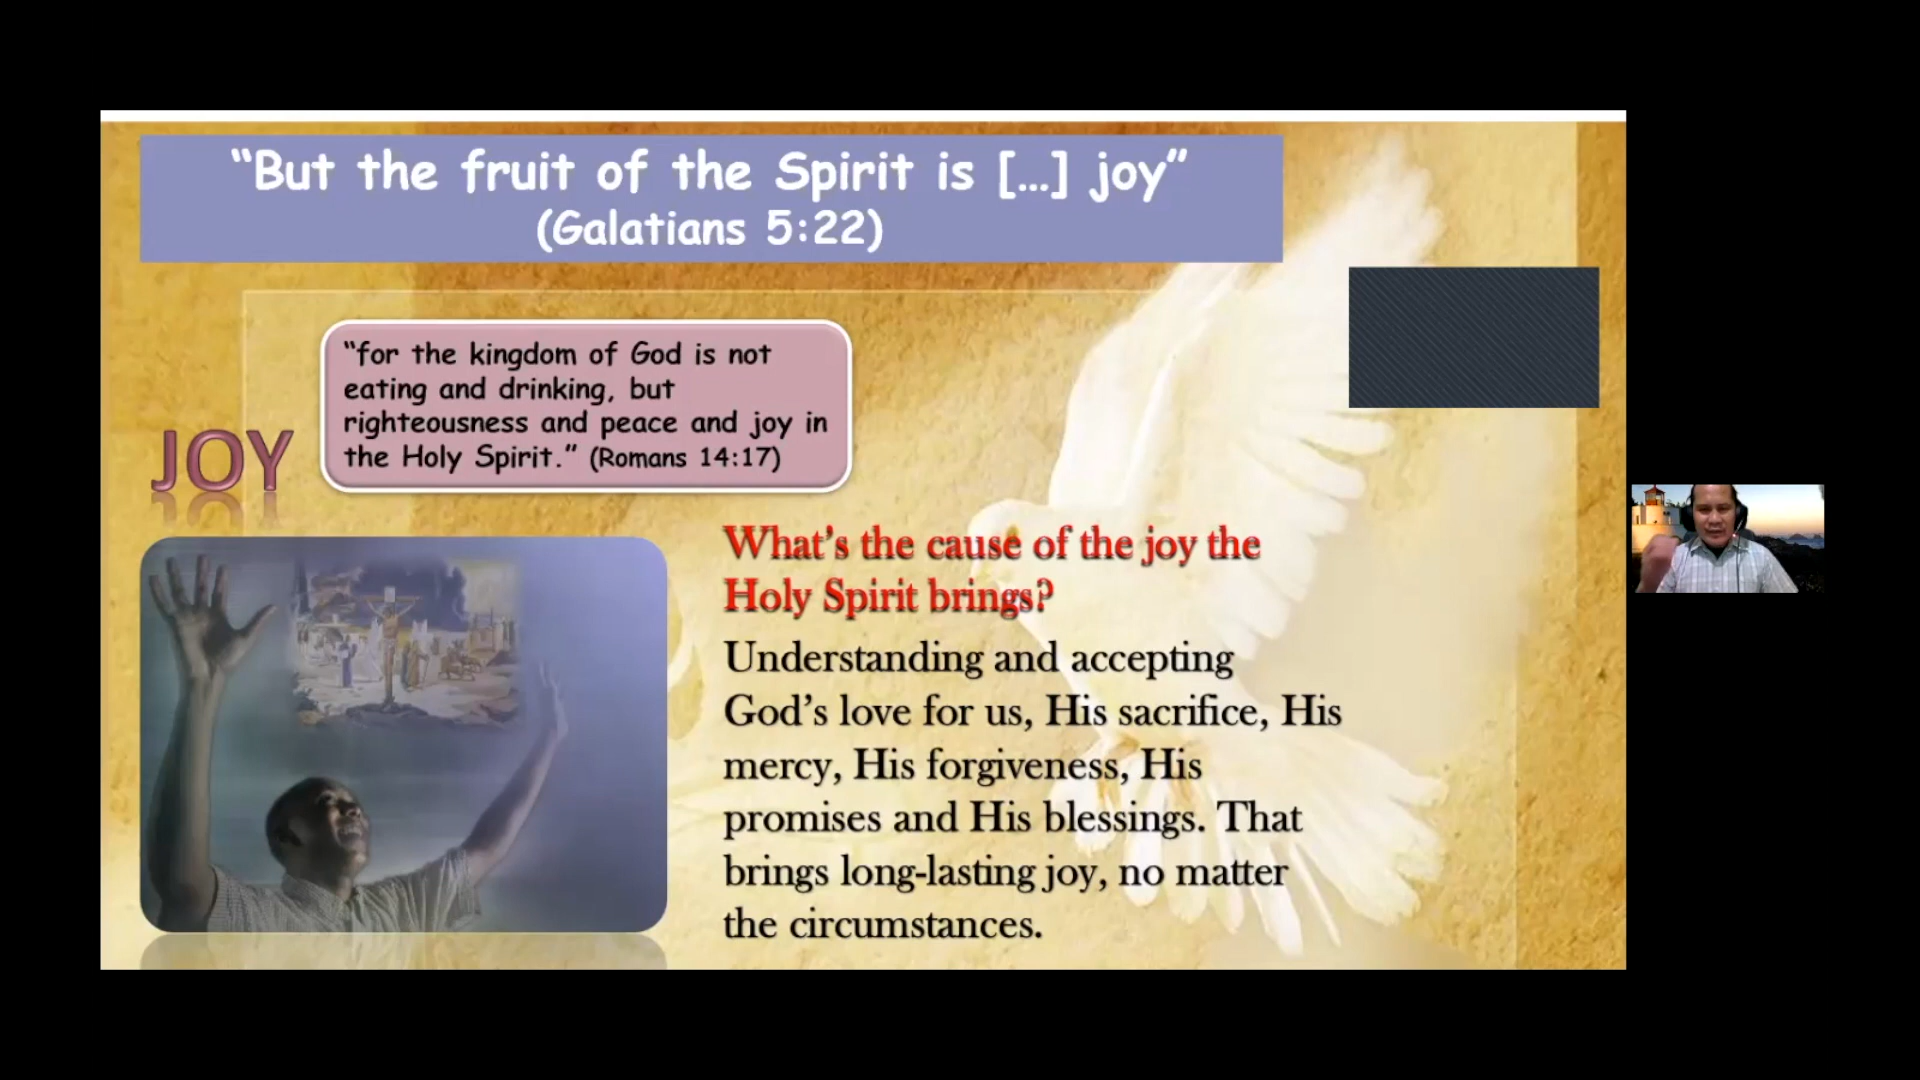 “But the fruit of the Spirit is […] joy”
(Galatians 5:22)
“for the kingdom of God is not
eating and drinking, but
righteousness and peace and joy in
the Holy Spirit.” (Romans 14:17)
JOY
What’s the cause of the joy the
Holy Spirit brings?
Understanding and accepting
God’s love for us, His sacrifice, His
mercy, His forgiveness, His
promises and His blessings. That
brings long-lasting joy, no matter
the circumstances.